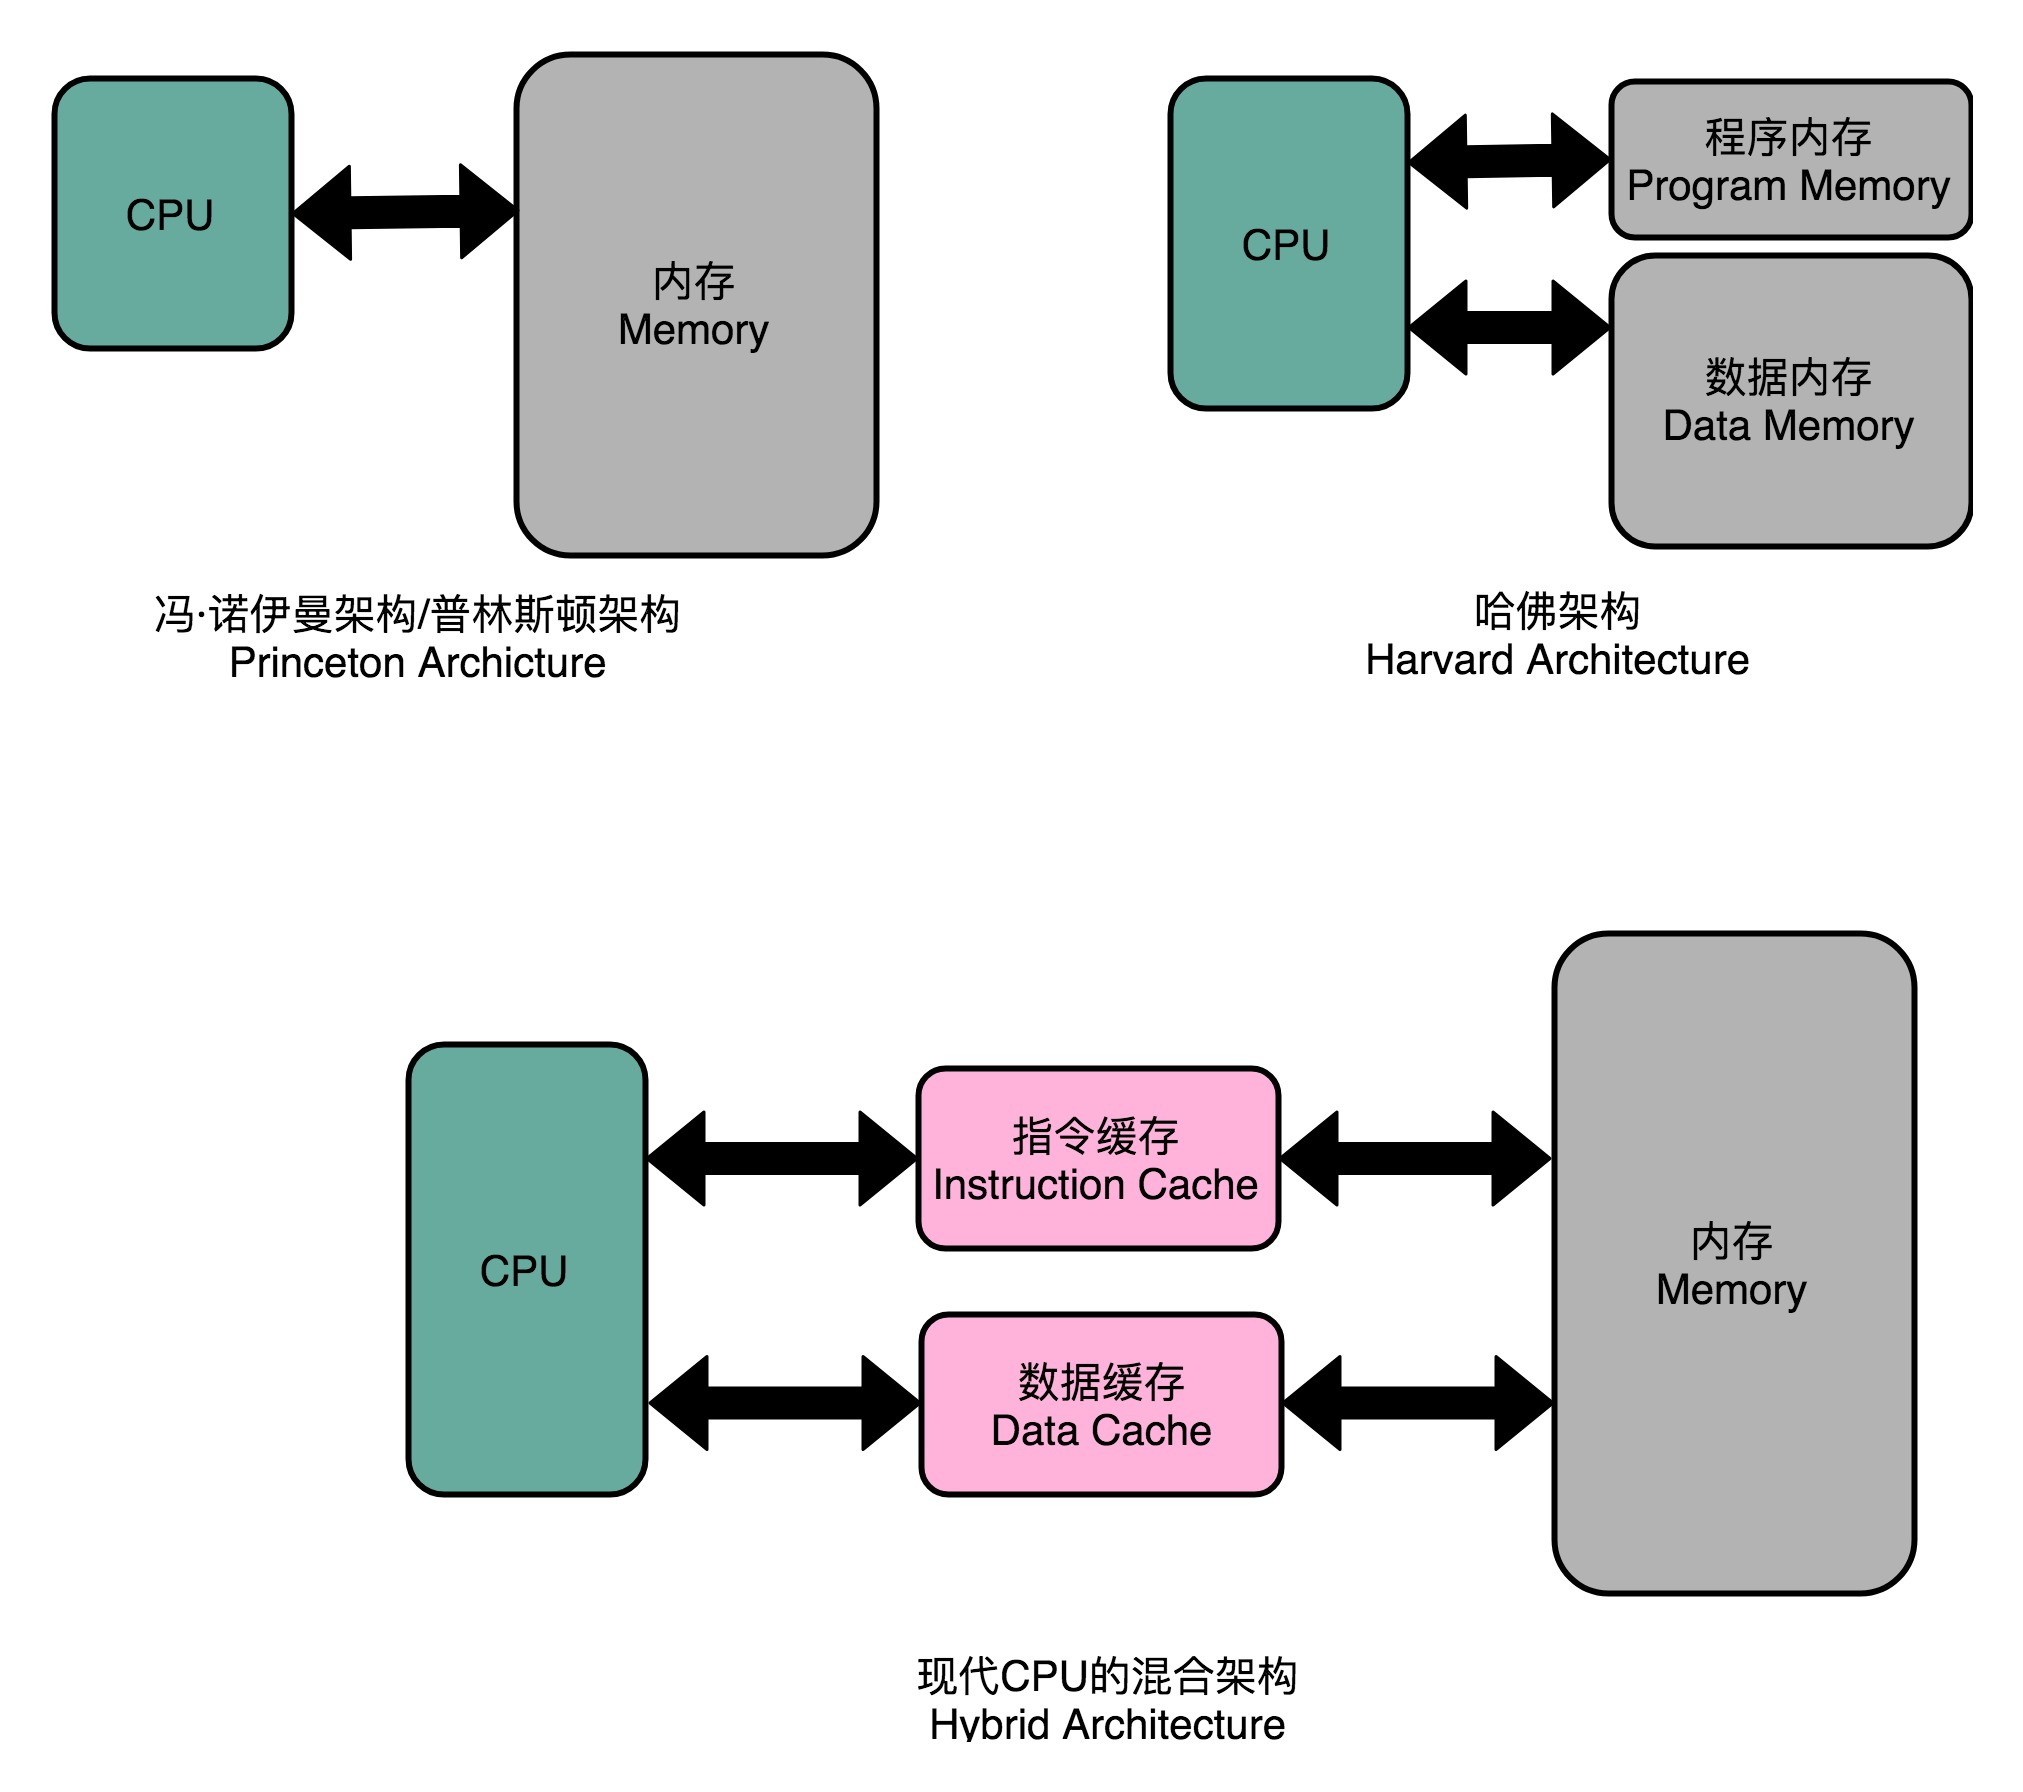 CPU
内存
Memory
冯·诺伊曼架构/普林斯顿架构
Princeton Archicture
CPU
程序内存
Program Memory
数据内存
Data Memory
哈佛架构
Harvard Architecture
CPU
指令缓存
Instruction Cache
数据缓存
Data Cache
内存
Memory
现代CPU的混合架构
Hybrid Architecture